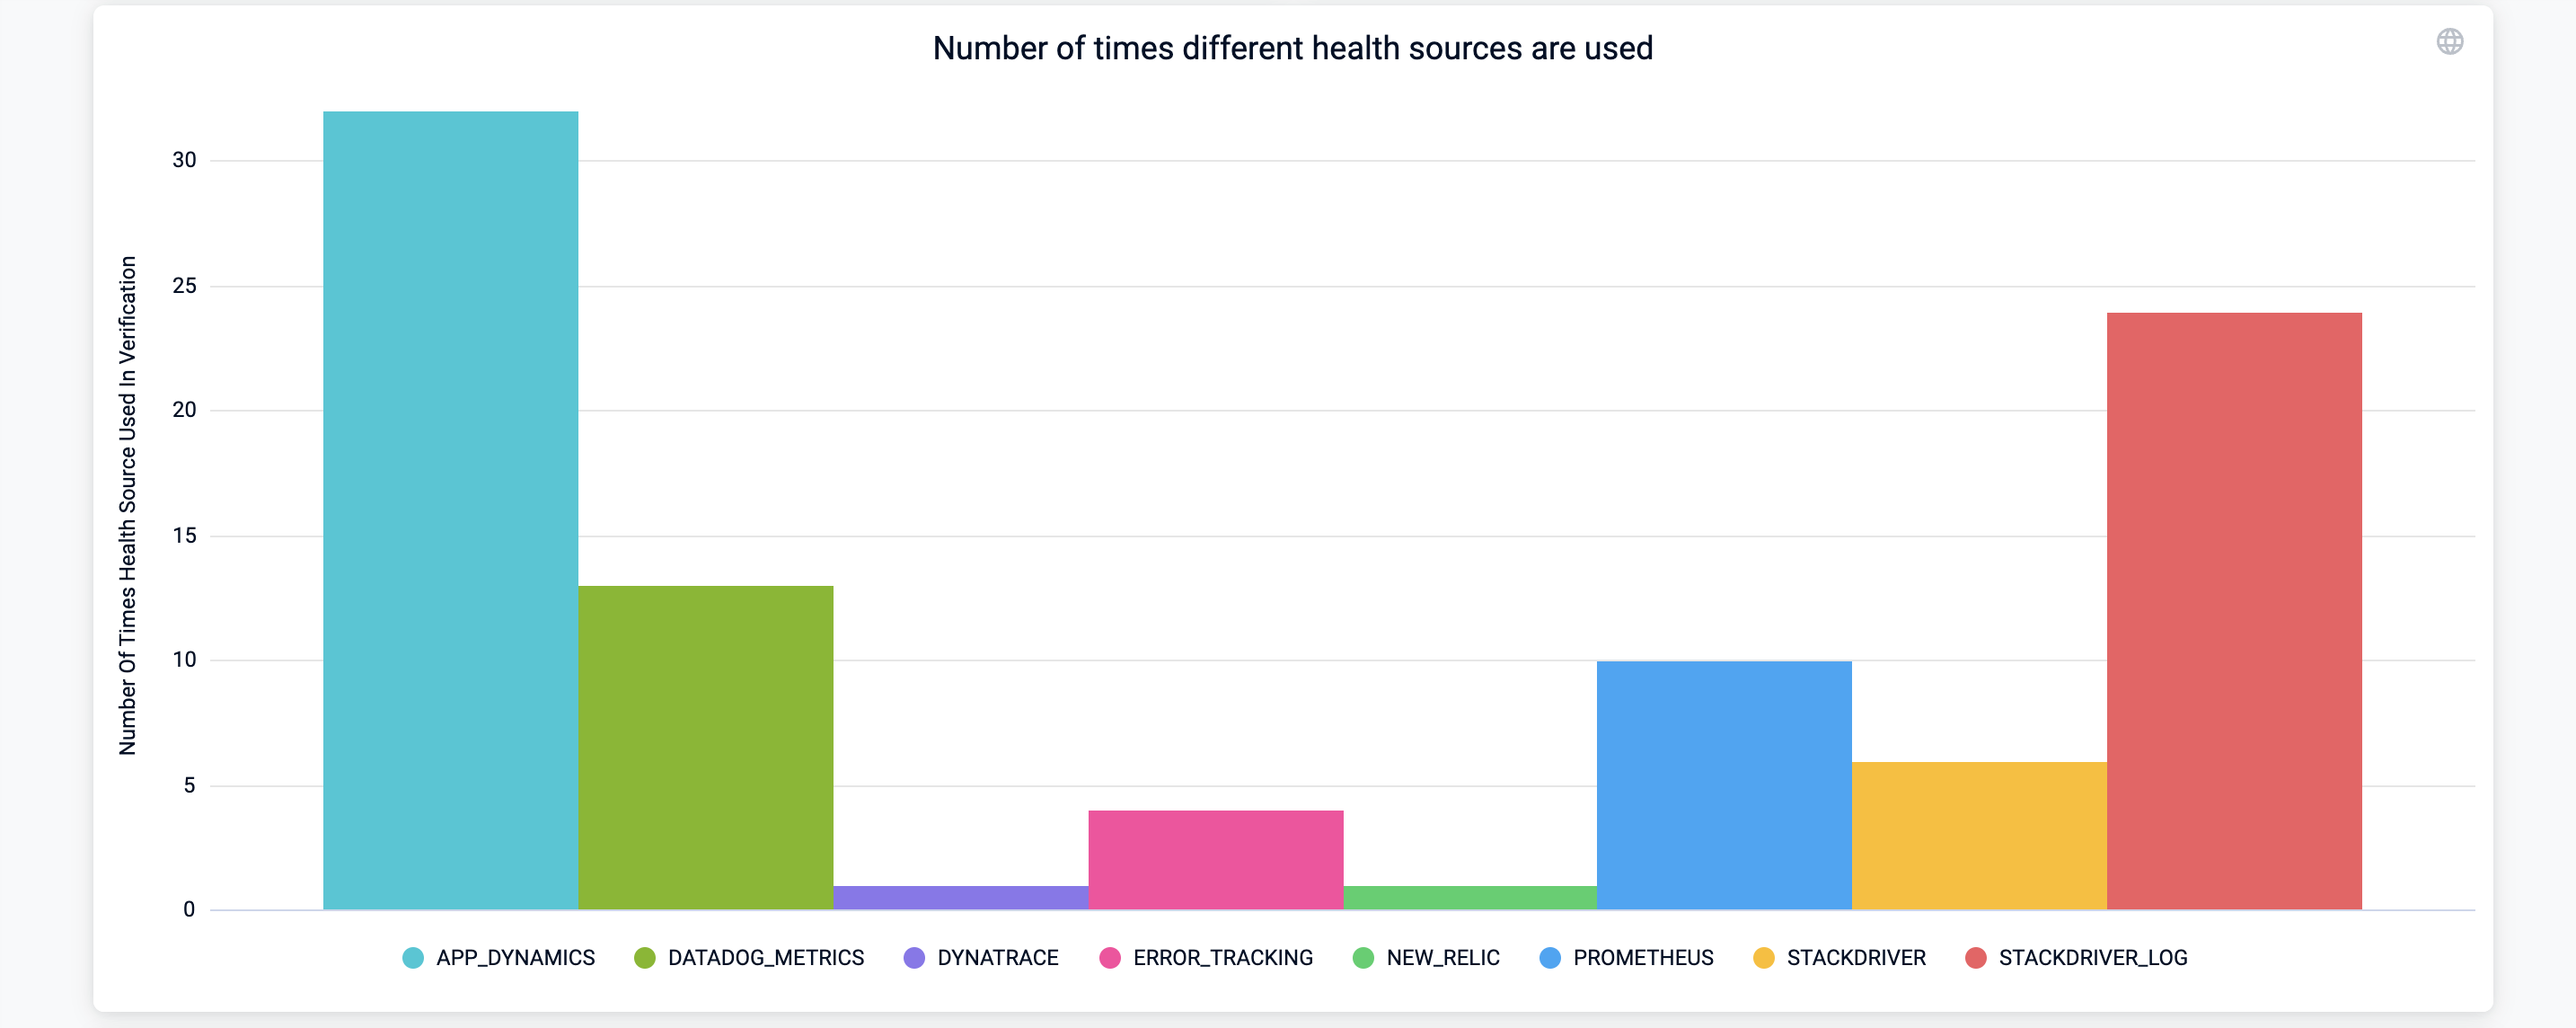 Number of times different health sources are used
Number Of Times Health Source Used In Verification
30
25
20
15
10
5
0
APP_DYNAMICS DATADOG_METRICS DYNATRACE ERROR_TRACKING NEW_RELIC PROMETHEUS STACKDRIVER STACKDRIVER_LOG